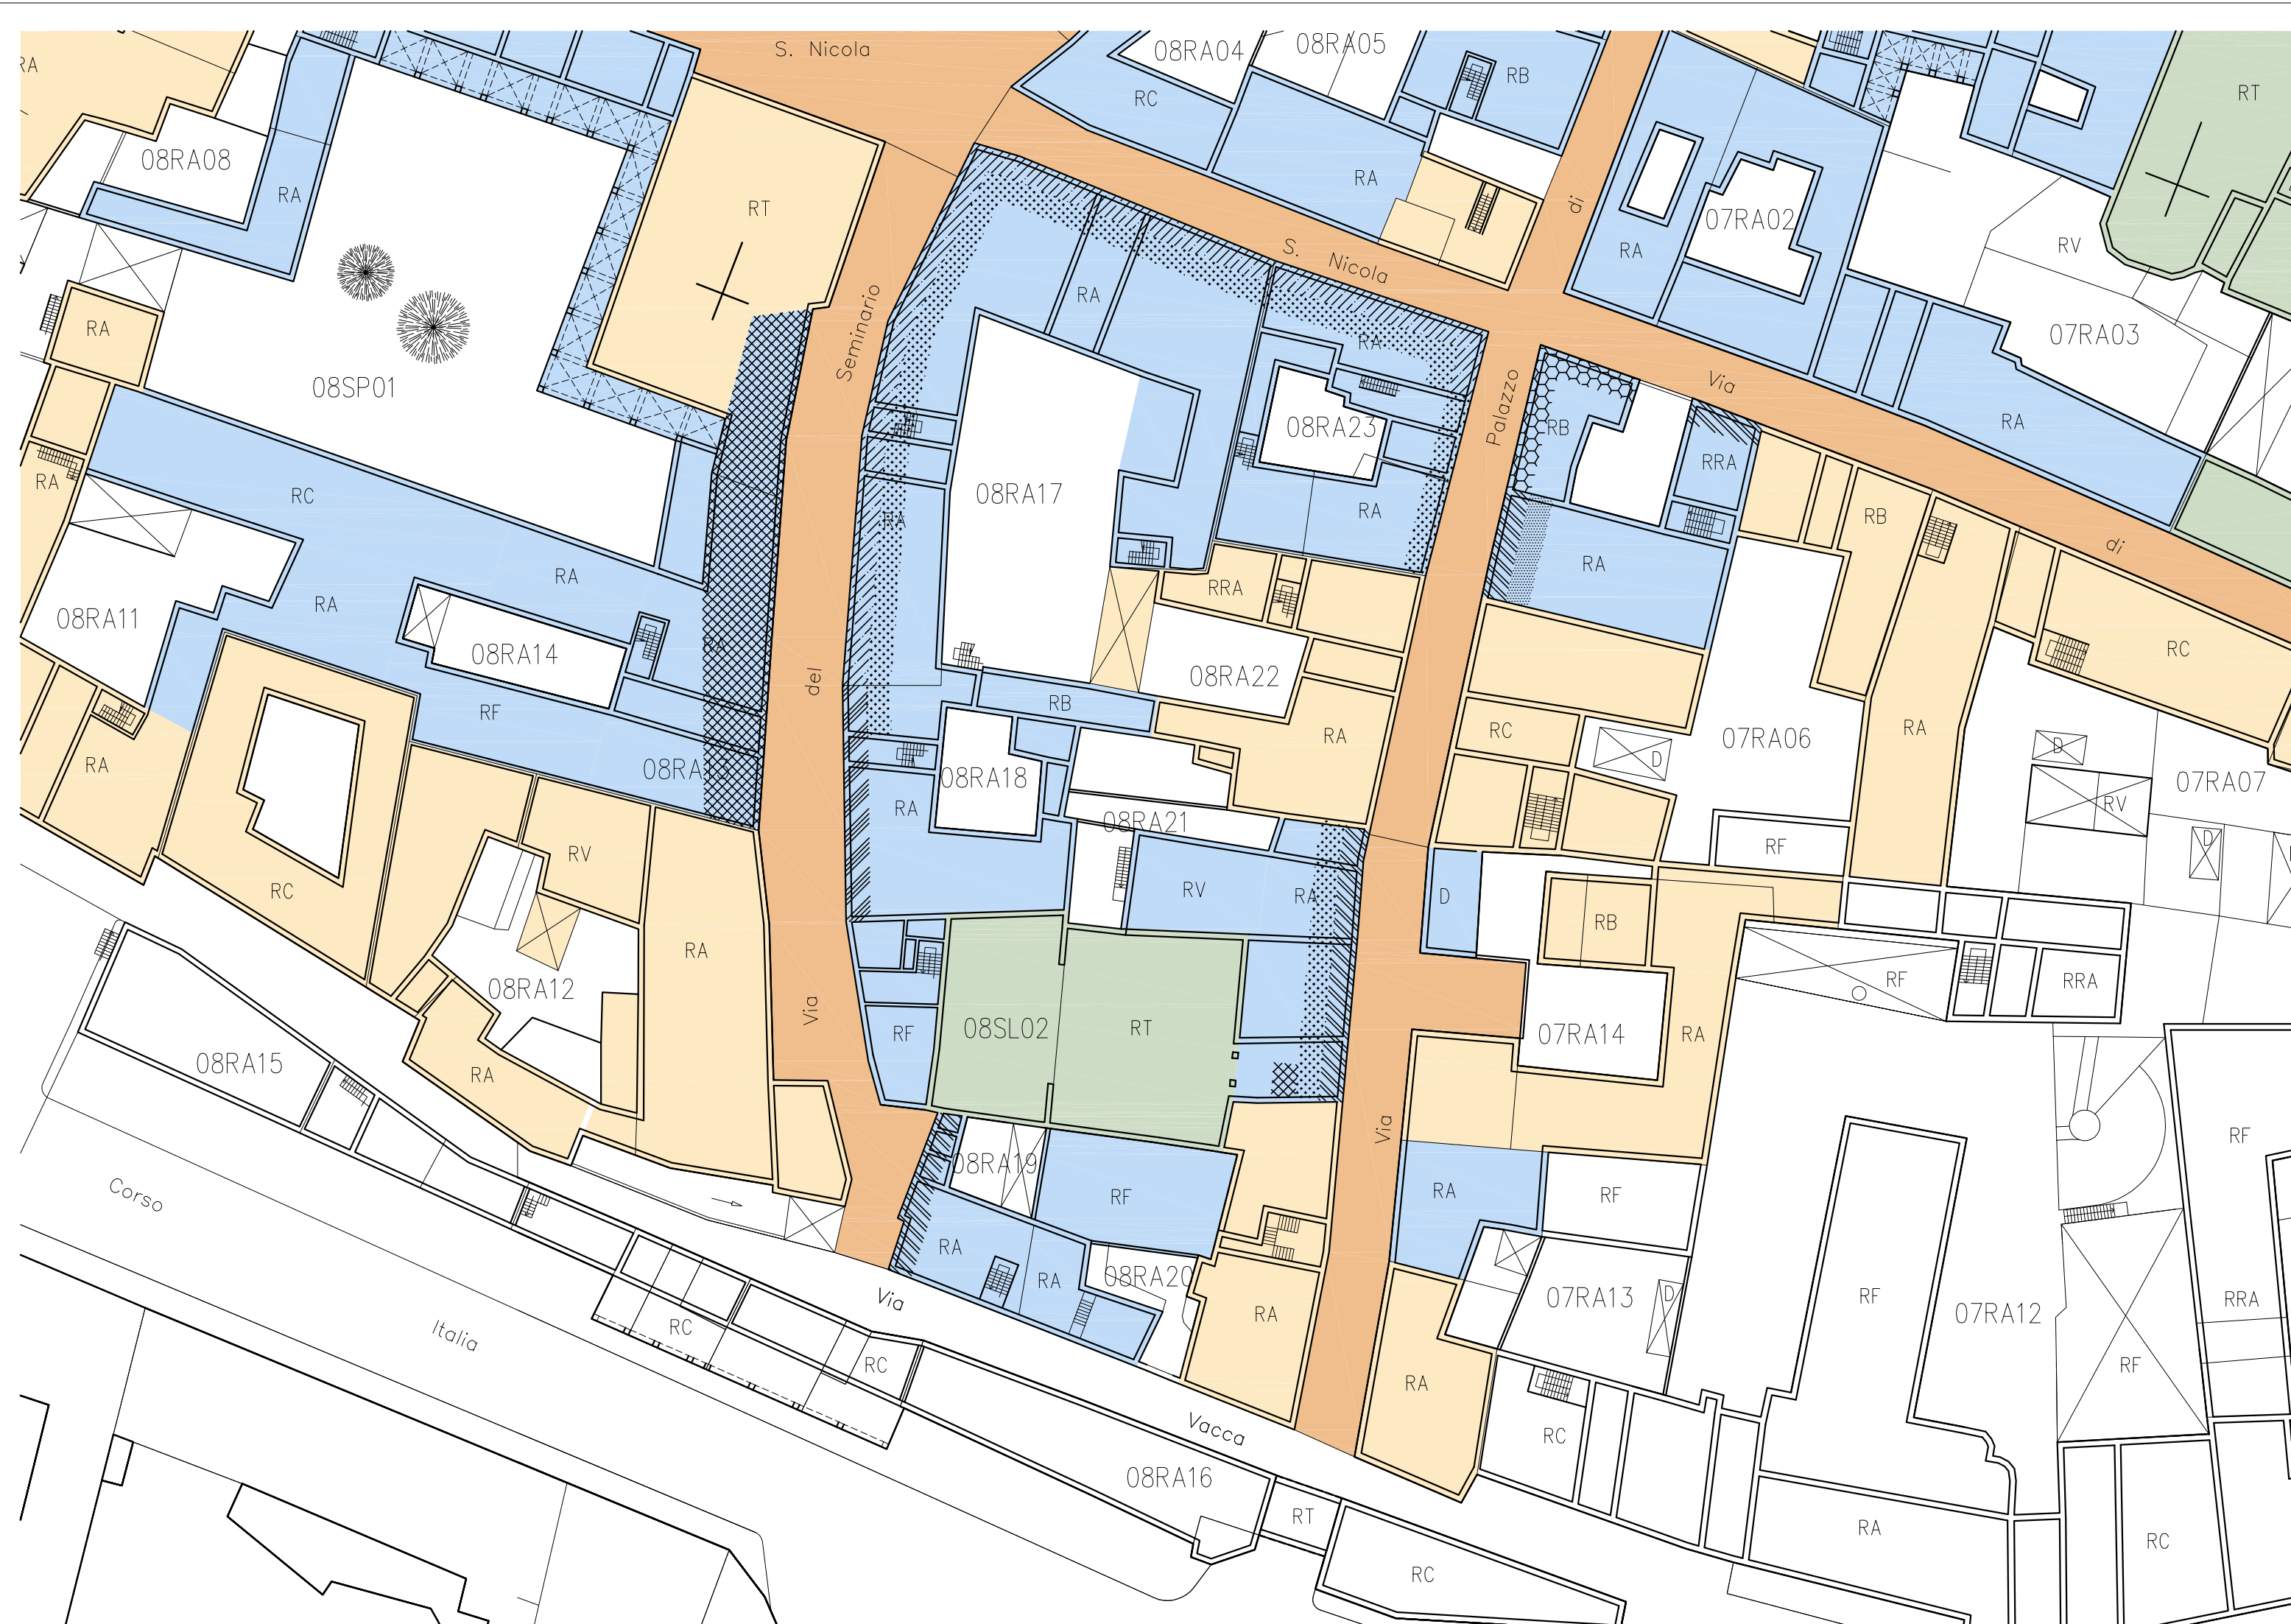 S. Nicola
08RA04
08RA05
RA
RB
RC
RT
08RA08
RA
RT
RA
di
07RA02
RA
RV
S. Nicola
Seminario
RA
RA
07RA03
RA
08SP01
Via
Palazzo
08RA23
RB
RRA
RA
RA
RC
08RA17
RA
RA
RB
di
RA
RA
RA
RRA
08RA11
08RA14
RA
08RA22
RC
del
RB
RF
RA
RC
07RA06
RA
D
D
RA
08RA
08RA18
07RA07
RV
RA
08RA21
RV
RF
D
RC
RV
RA
D
RB
RA
08RA12
Via
RF
08SL02
RT
07RA14
RA
RF
RRA
08RA15
RA
Via
RF
08RA19
RF
RA
RF
Corso
RA
RA
08RA20
07RA13
D
RF
07RA12
RRA
Via
RA
Italia
RC
RC
RA
RF
Vacca
RC
08RA16
RT
RA
RC
RC